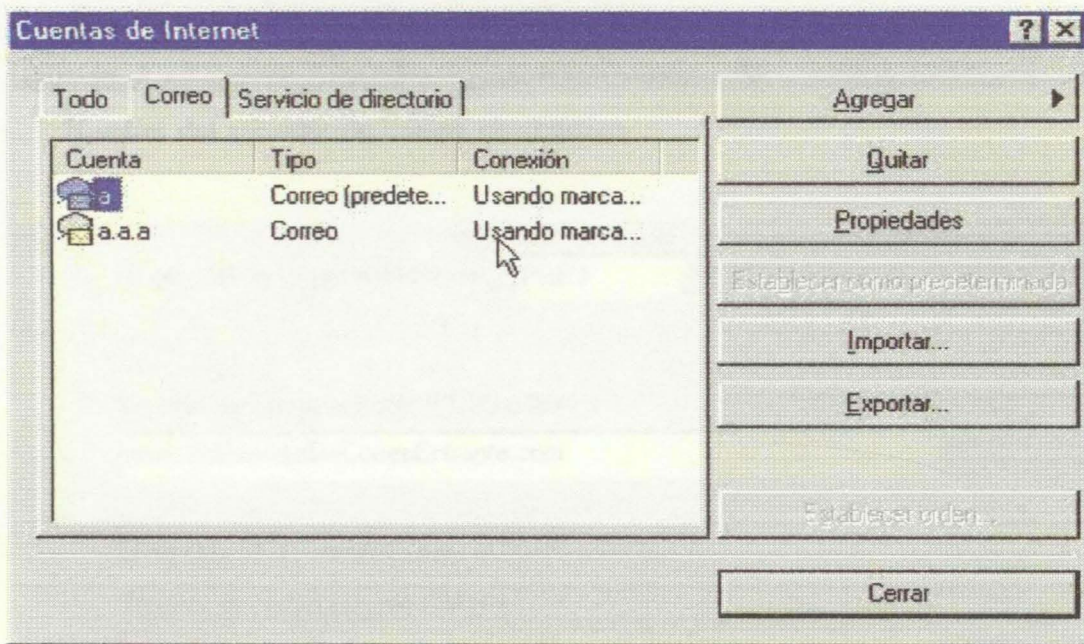 Cuentas de Internet
Todo Correo Servicio de directorio
Cuenta Tipo Conexión
a Correo (predete... Usando marca...
a.a.a Correo Usando marca...
Agregar
Quitar
Propiedades
Establecer como predeterminado
Importar...
Exportar...
Establecer orden...
Cerrar